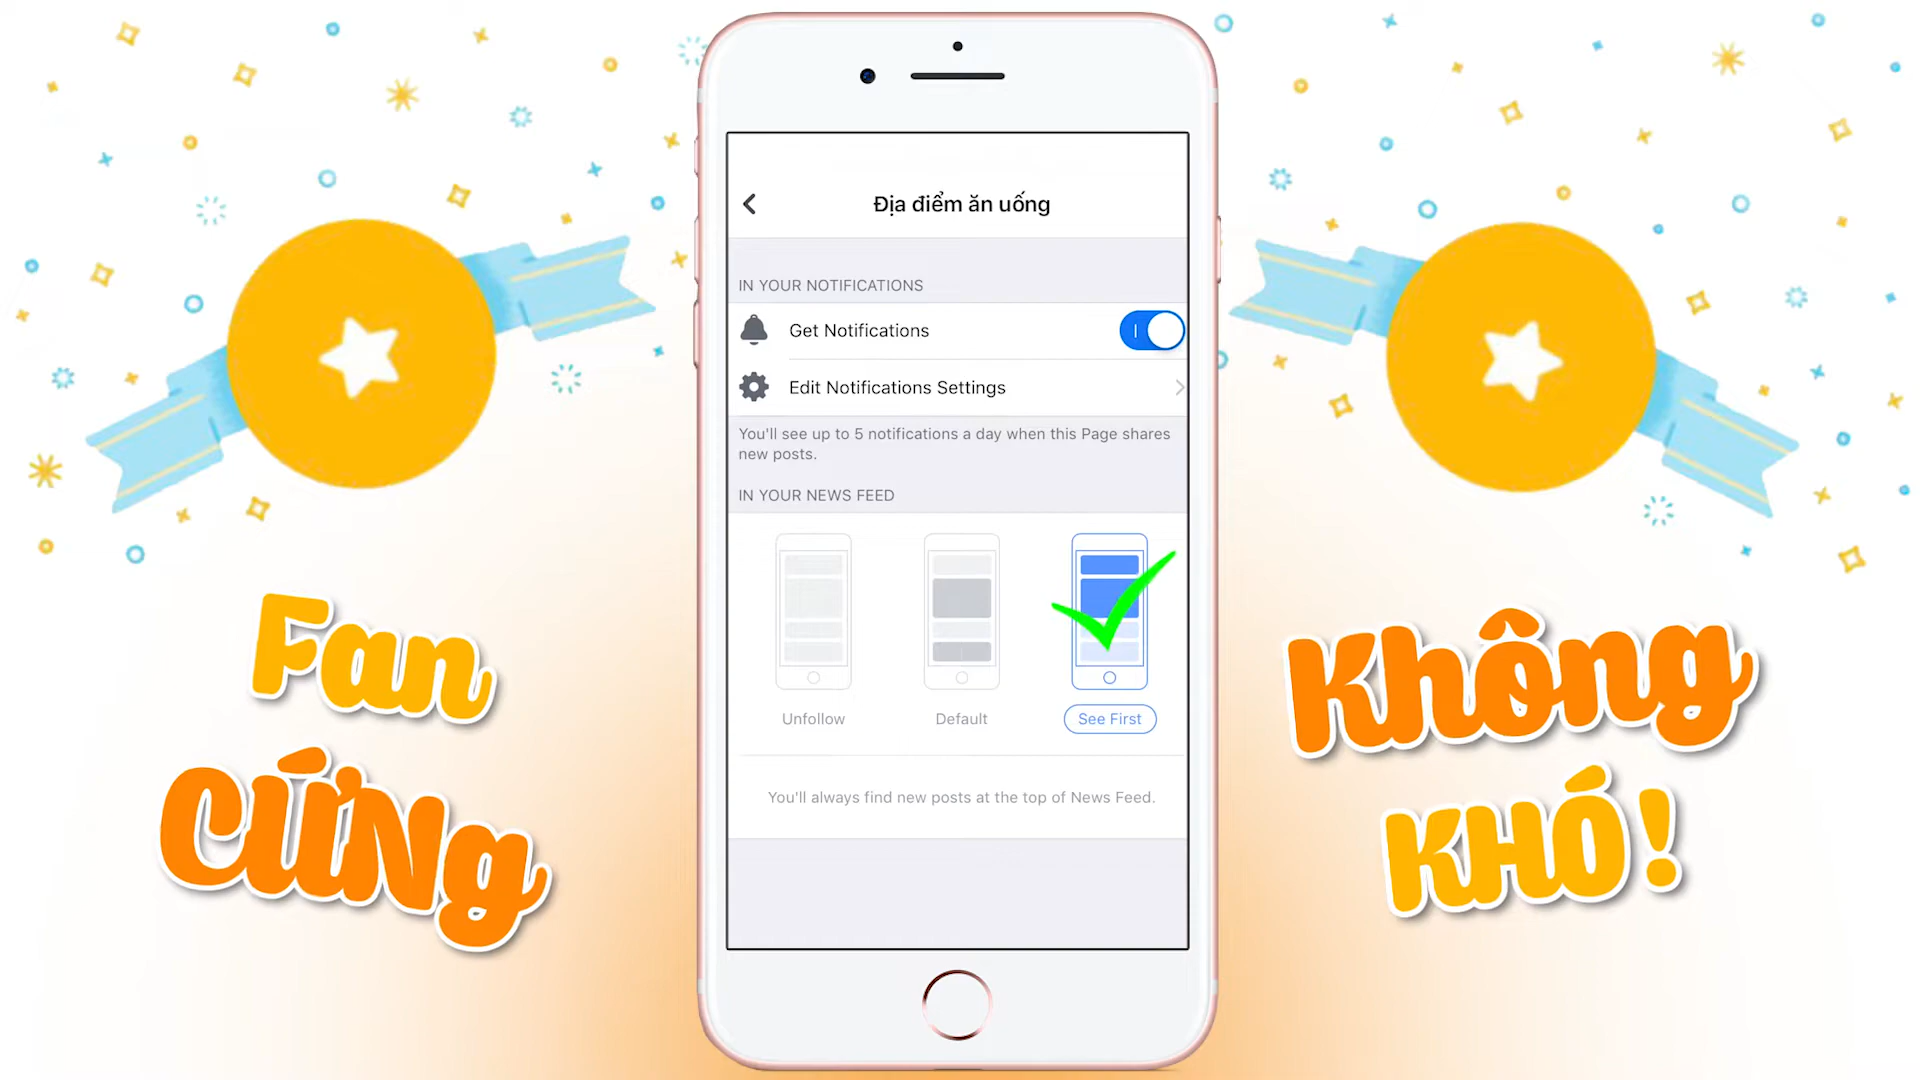 Địa điểm ăn uống
IN YOUR NOTIFICATIONS
Get Notifications
Edit Notifications Settings
You'll see up to 5 notifications a day when this Page shares
new posts.
IN YOUR NEWS FEED
Unfollow
Default
See First
You'll always find new posts at the top of News Feed.
Fan
CỨNg
Không
KHÓ!